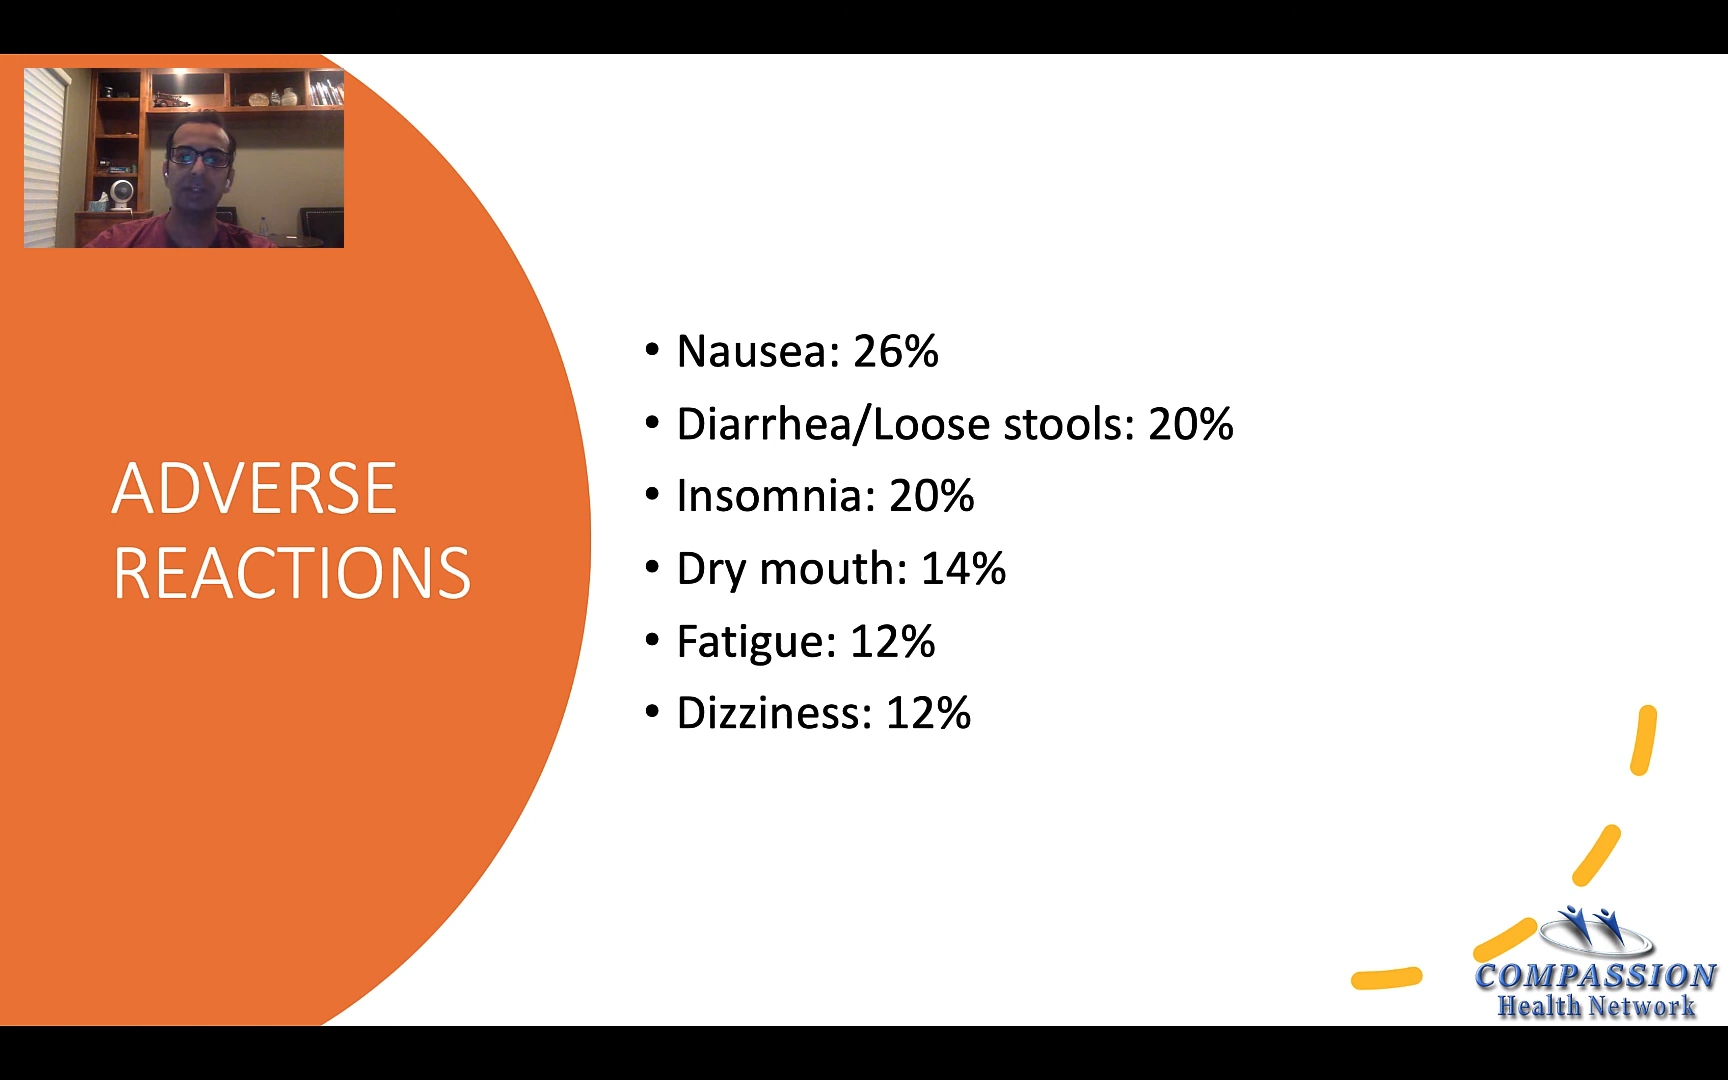 ADVERSE
REACTIONS
• Nausea: 26%
• Diarrhea/Loose stools: 20%
• Insomnia: 20%
• Dry mouth: 14%
• Fatigue: 12%
• Dizziness: 12%
COMPASSION
Health Network